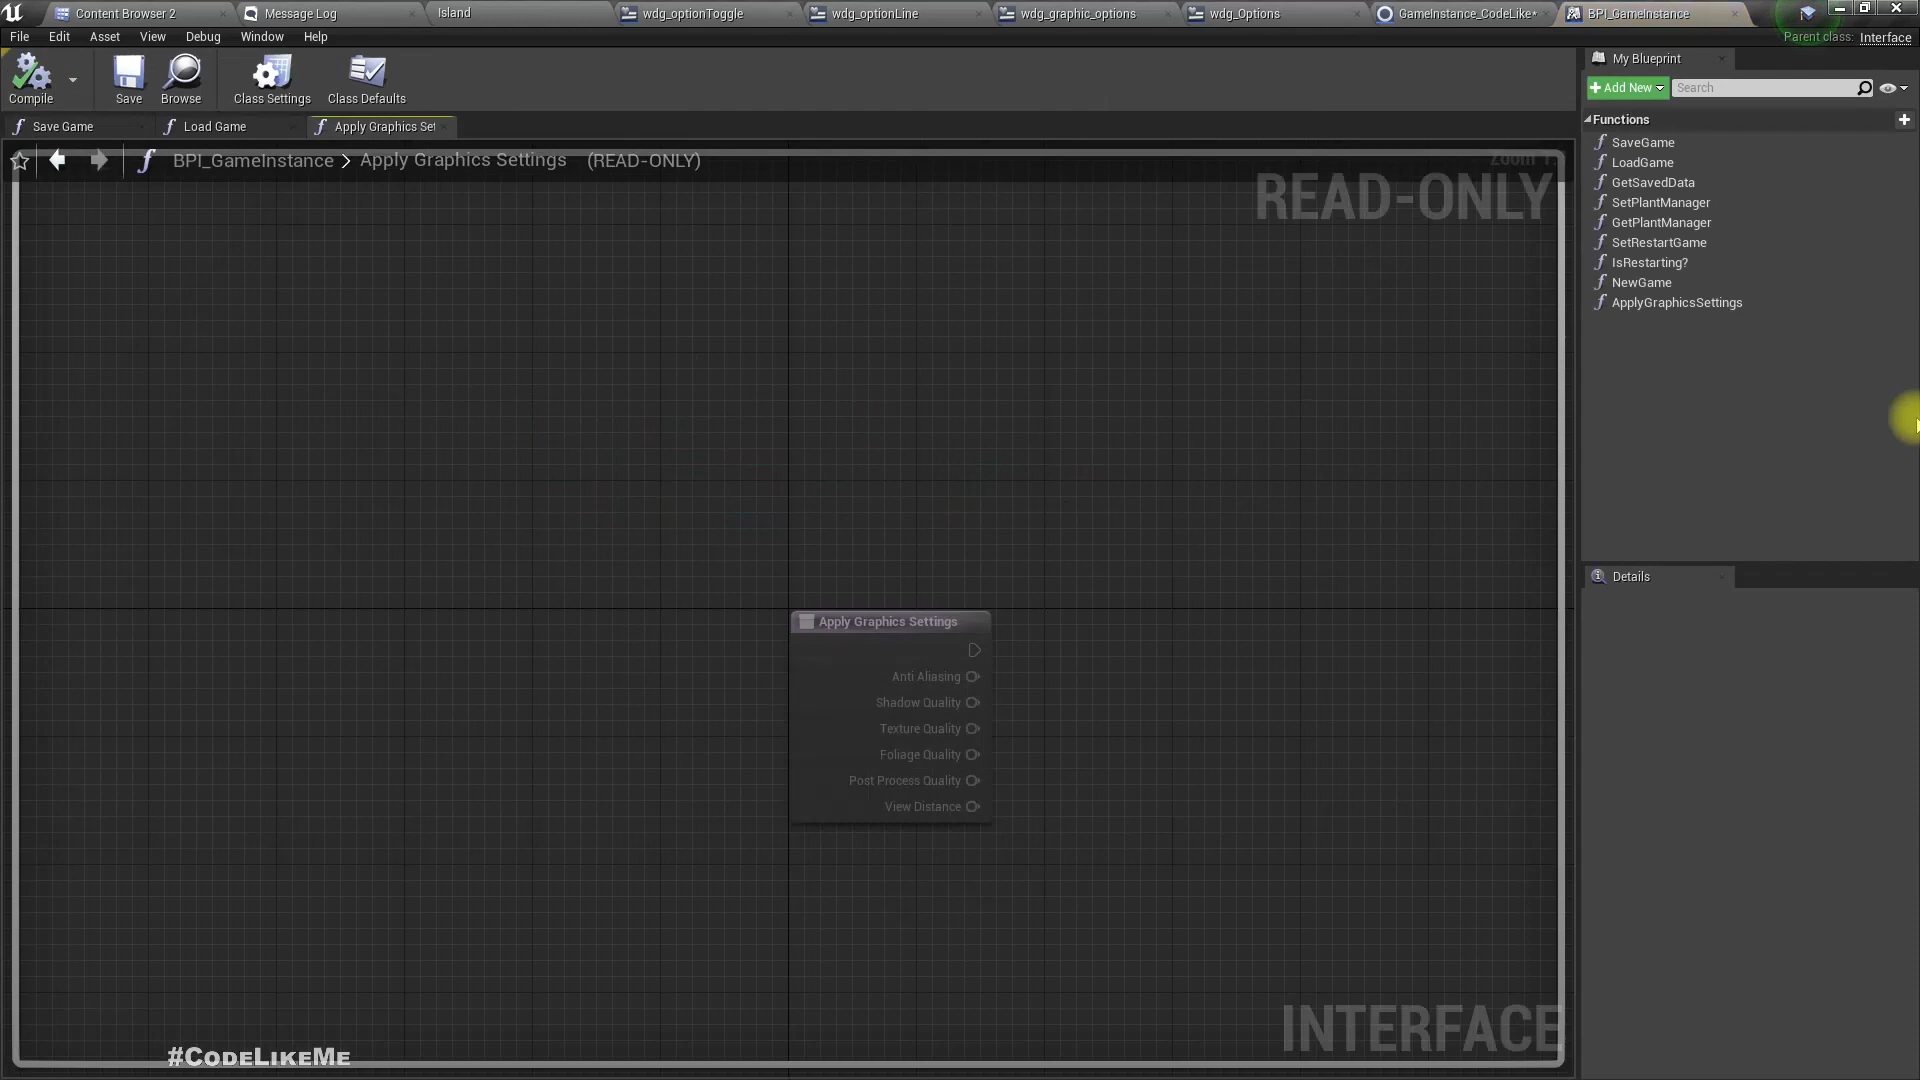 Content Browser 2
Message Log
Island
wdg_optionToggle
wdg_optionLine
wdg_graphic_options
wdg_Options
GameInstance_CodeLike*
BPI_GameInstance
File Edit Asset View Debug Window Help
Parent class: Interface
Compile
Save
Browse
Class Settings
Class Defaults
My Blueprint
Add New
Search
Save Game
Load Game
Apply Graphics Set
Functions
BPI_GameInstance > Apply Graphics Settings (READ-ONLY)
READ-ONLY
SaveGame
LoadGame
GetSavedData
SetPlantManager
GetPlantManager
SetRestartGame
IsRestarting?
NewGame
ApplyGraphicsSettings
Details
Apply Graphics Settings
Anti Aliasing
Shadow Quality
Texture Quality
Foliage Quality
Post Process Quality
View Distance
INTERFACE
#CodeLikeMe